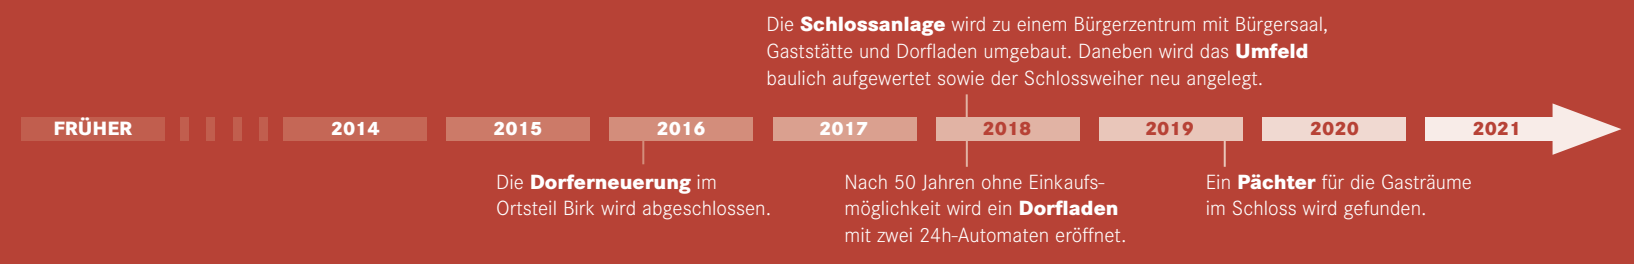 Die Schlossanlage wird zu einem Bürgerzentrum mit Bürgersaal,
Gaststätte und Dorfladen umgebaut. Daneben wird das Umfeld
baulich aufgewertet sowie der Schlossweiher neu angelegt.
FRÜHER 2014 2015 2016 2017 2018 2019 2020 2021
Die Dorferneuerung im
Ortsteil Birk wird abgeschlossen.
Nach 50 Jahren ohne Einkaufs-
möglichkeit wird ein Dorfladen
mit zwei 24h-Automaten eröffnet.
Ein Pächter für die Gasträume
im Schloss wird gefunden.